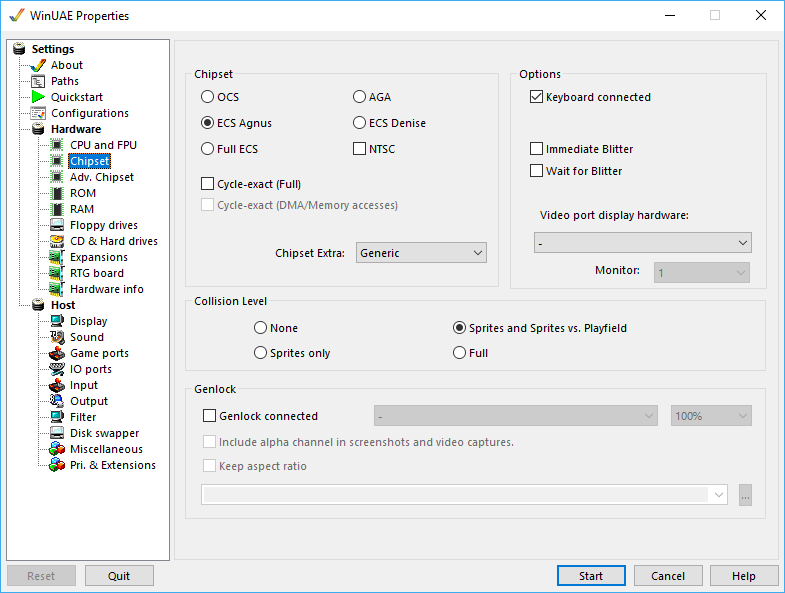 WinUAE Properties
Settings
About
Paths
Quickstart
Configurations
Hardware
CPU and FPU
Chipset
Adv. Chipset
ROM
RAM
Floppy drives
CD & Hard drives
Expansions
RTG board
Hardware info
Host
Display
Sound
Game ports
IO ports
Input
Output
Filter
Disk swapper
Miscellaneous
Pri. & Extensions
Chipset
OCS AGA
ECS Agnus ECS Denise
Full ECS NTSC
Cycle-exact (Full)
Cycle-exact (DMA/Memory accesses)
Chipset Extra: Generic
Options
Keyboard connected
Immediate Blitter
Wait for Blitter
Video port display hardware:
-
Monitor: 1
Collision Level
None Sprites and Sprites vs. Playfield
Sprites only Full
Genlock
Genlock connected - 100%
Include alpha channel in screenshots and video captures.
Keep aspect ratio
...
Reset Quit Start Cancel Help